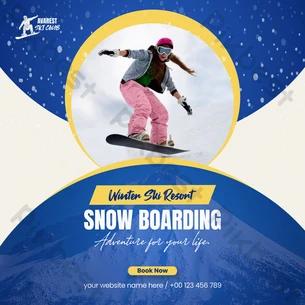 AVAREST
SKI CLUB
Winter Ski Resort
SNOW BOARDING
Adventure for your life.
Book Now
your website name here / +00 123 456 789